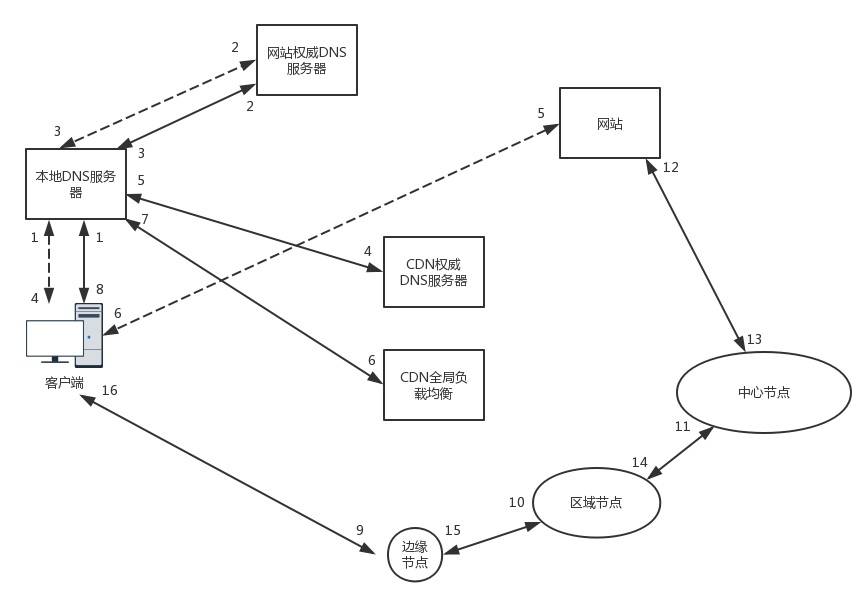 2
网站权威DNS
服务器
2
3
3
本地DNS服务
器
5
7
1
1
4
8
客户端
6
16
4
CDN权威
DNS服务器
6
CDN全局负
载均衡
5
网站
12
13
中心节点
11
14
区域节点
10
15
9
边缘
节点